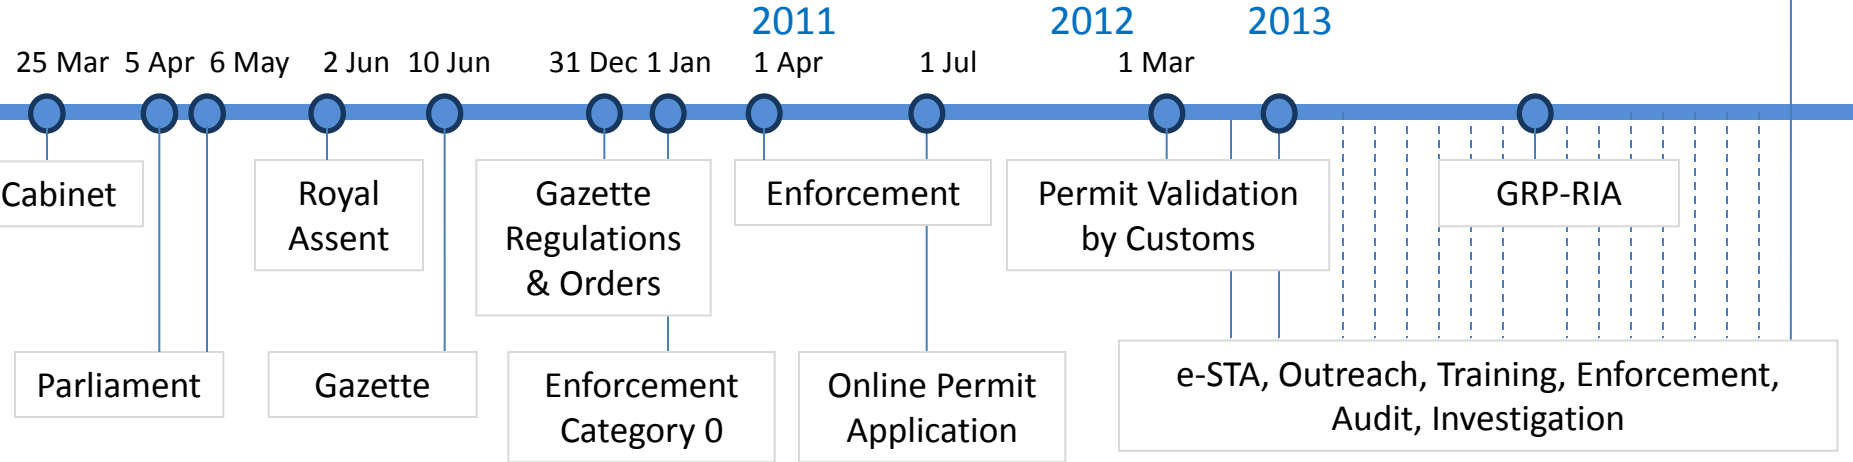 2011
2012
2013
25 Mar
5 Apr
6 May
2 Jun
10 Jun
31 Dec
1 Jan
1 Apr
1 Jul
1 Mar
Cabinet
Royal
Assent
Gazette
Regulations
& Orders
Enforcement
Permit Validation
by Customs
GRP-RIA
Parliament
Gazette
Enforcement
Category 0
Online Permit
Application
e-STA, Outreach, Training, Enforcement,
Audit, Investigation